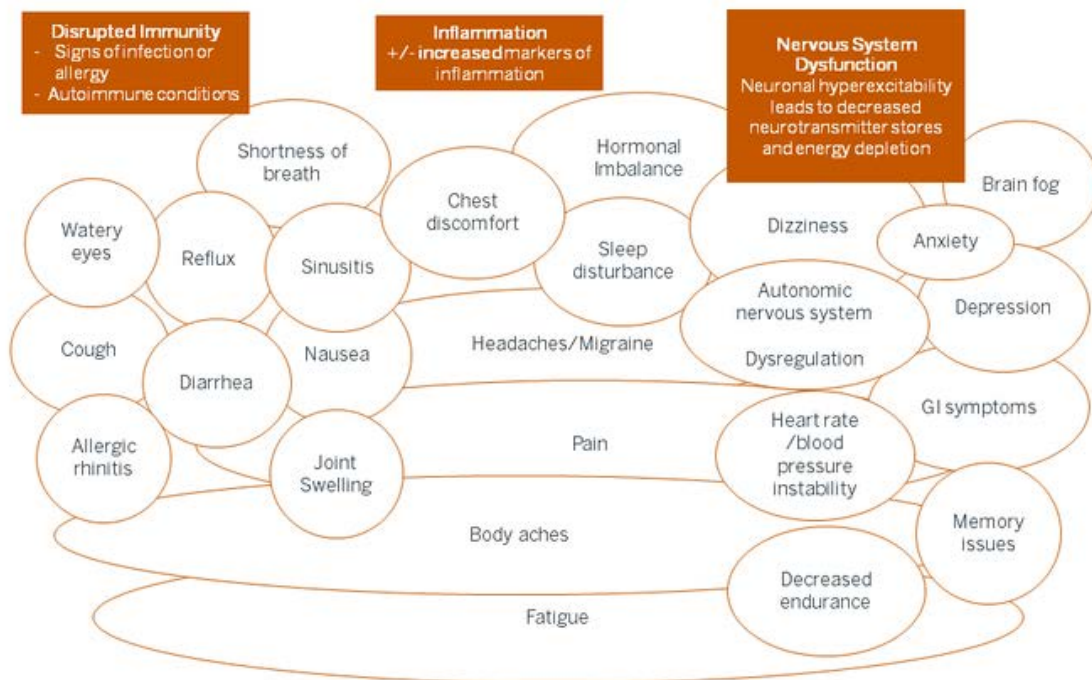 Disrupted Immunity
- Signs of infection or
allergy
- Autoimmune conditions
Inflammation
+/- increased markers of
inflammation
Nervous System
Dysfunction
Neuronal hyperexcitability
leads to decreased
neurotransmitter stores
and energy depletion
Shortness of
breath
Hormonal
Imbalance
Brain fog
Chest
discomfort
Watery
eyes
Reflux
Sinusitis
Sleep
disturbance
Dizziness
Anxiety
Autonomic
nervous system
Dysregulation
Depression
Cough
Diarrhea
Nausea
Headaches/Migraine
GI symptoms
Allergic
rhinitis
Joint
Swelling
Pain
Heart rate
/blood
pressure
instability
Body aches
Memory
issues
Decreased
endurance
Fatigue